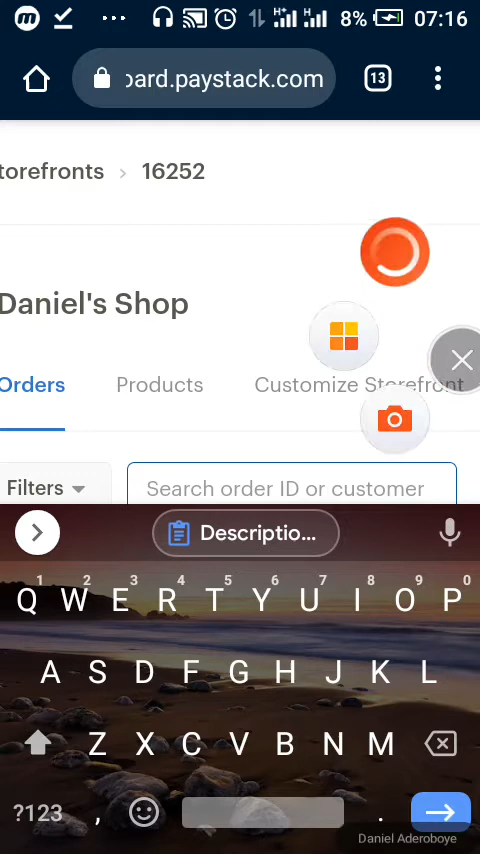 8% 07:16
oard.paystack.com 13
torefronts > 16252
Daniel's Shop
Orders Products Customize Storefront
Filters Search order ID or customer
Descriptio...
1 2 3 4 5 6 7 8 9 0
Q W E R T Y U I O P
A S D F G H J K L
Z X C V B N M
?123 , .
Daniel Aderoboye